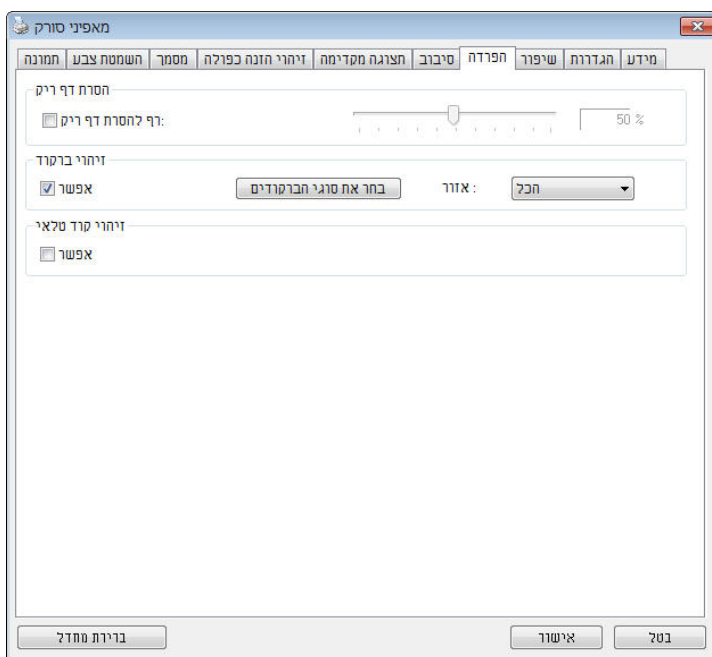 מאפיני סורק
תמונה השמטת צבע מסמך זיהוי הזנה כפולה תצוגה מקדימה סיבוב הפרדה שיפור הגדרות מידע
הסרת דף ריק
רף להסרת דף ריק: 50 %
זיהוי ברקוד
אפשר בחר את סוגי הברקודים אזור : הכל
זיהוי קוד טלאי
אפשר
ברירת מחדל אישור בטל